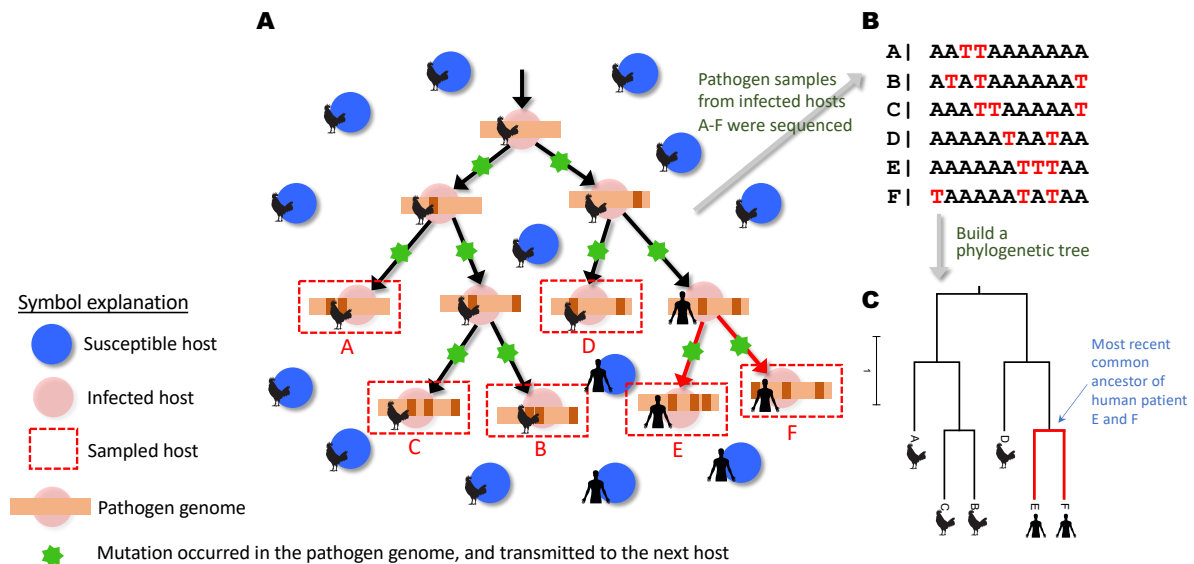 A
B
A| AATTAAAAAAA
B| ATATAAAAAAT
C| AAATTAAAAAT
D| AAAAATAATAA
E| AAAAAATTTAA
F| TAAAAATATAA
Pathogen samples
from infected hosts
A-F were sequenced
Build a
phylogenetic tree
C
1
Most recent
common
ancestor of
human patient
E and F
A
D
C
B
E
F
A
D
C
B
E
F
Symbol explanation
Susceptible host
Infected host
Sampled host
Pathogen genome
Mutation occurred in the pathogen genome, and transmitted to the next host